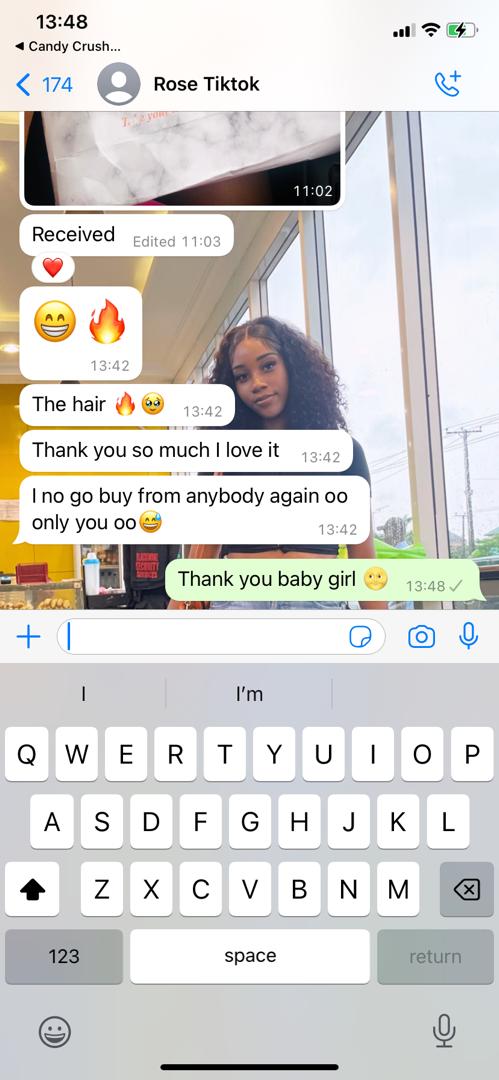 13:48
◀ Candy Crush...
174
Rose Tiktok
11:02
Received Edited 11:03
❤️
😁 🔥
13:42
The hair 🔥 🥹 13:42
Thank you so much I love it 13:42
I no go buy from anybody again oo
only you oo😅 13:42
SECURITY
Thank you baby girl 🌝 13:48
I I'm
Q W E R T Y U I O P
A S D F G H J K L
Z X C V B N M
123 space return